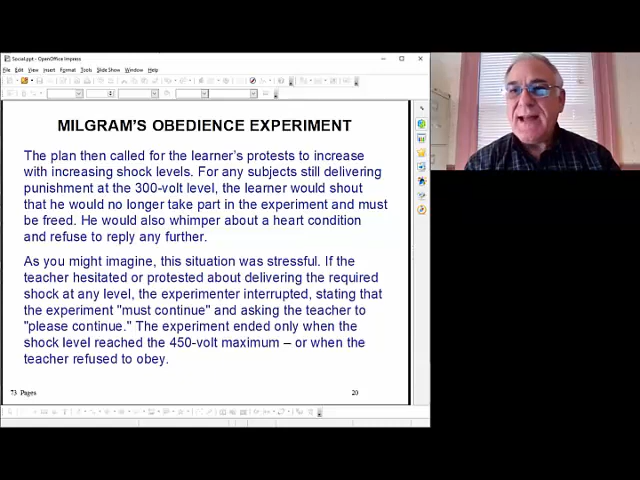 Social.ppt - OpenOffice Impress
File Edit View Insert Format Tools Slide Show Window Help
MILGRAM'S OBEDIENCE EXPERIMENT
The plan then called for the learner's protests to increase
with increasing shock levels. For any subjects still delivering
punishment at the 300-volt level, the learner would shout
that he would no longer take part in the experiment and must
be freed. He would also whimper about a heart condition
and refuse to reply any further.
As you might imagine, this situation was stressful. If the
teacher hesitated or protested about delivering the required
shock at any level, the experimenter interrupted, stating that
the experiment "must continue" and asking the teacher to
"please continue." The experiment ended only when the
shock level reached the 450-volt maximum – or when the
teacher refused to obey.
73 Pages
20